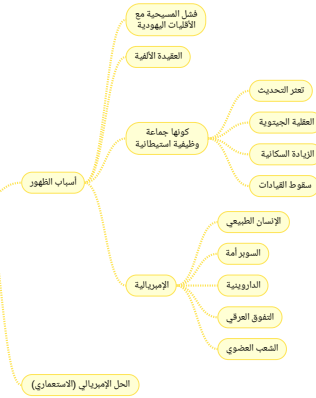 فشل المسيحية مع
الأقليات اليهودية
العقيدة الألفية
تعثر التحديث
العقلية الجيتوية
كونها جماعة
وظيفية استيطانية
الزيادة السكانية
سقوط القيادات
أسباب الظهور
الإنسان الطبيعي
السوبر أمة
الإمبريالية
الداروينية
التفوق العرقي
الشعب العضوي
الحل الإمبريالي (الاستعماري)